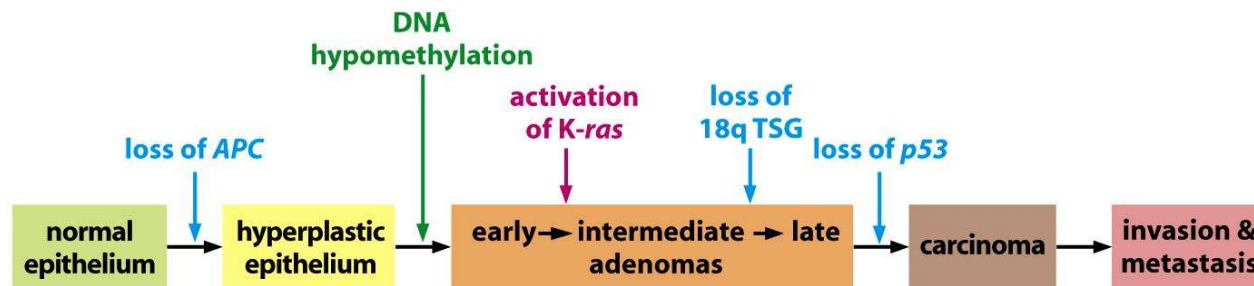 DNA
hypomethylation
activation
of K-ras
loss of
18q TSG
loss of APC
loss of p53
normal
epithelium
hyperplastic
epithelium
early intermediate late
adenomas
carcinoma
invasion &
metastasis